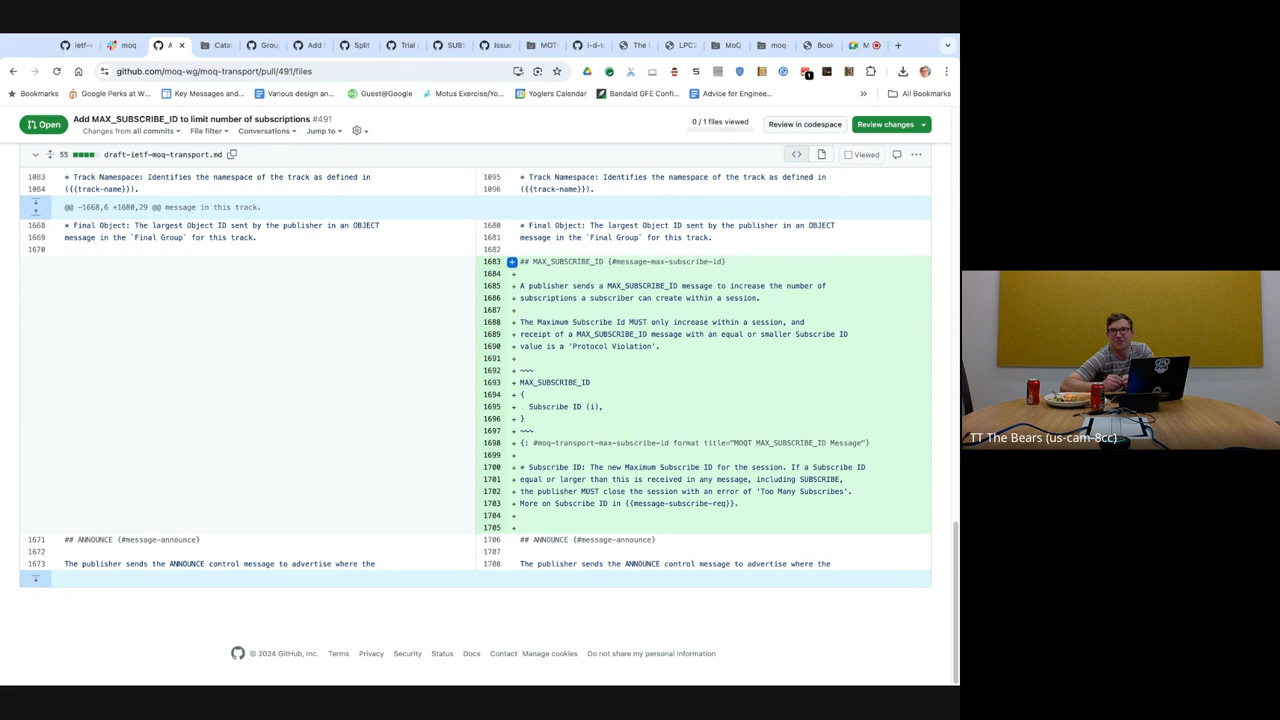 ietf-w
moq
A
Catal
Grou
Add t
Split
Trial
SUBS
Issue
MOT
i-d-t
The l
LPC2
MoQ
moq
Book
M
github.com/moq-wg/moq-transport/pull/491/files
1
Bookmarks
Google Perks at W...
Key Messages and...
Various design an...
Guest@Google
Motus Exercise/Yo...
Yoglers Calendar
Bandaid GFE Confi...
Advice for Enginee...
»
All Bookmarks
Open
Add MAX_SUBSCRIBE_ID to limit number of subscriptions #491
Changes from all commits
File filter
Conversations
Jump to
0 / 1 files viewed
Review in codespace
Review changes
55
draft-ietf-moq-transport.md
Viewed
1083 * Track Namespace: Identifies the namespace of the track as defined in
1084 ({{track-name}}).
1095 * Track Namespace: Identifies the namespace of the track as defined in
1096 ({{track-name}}).
@@ -1668,6 +1680,29 @@ message in this track.
1668 * Final Object: The largest Object ID sent by the publisher in an OBJECT
1669 message in the `Final Group` for this track.
1670
1680 * Final Object: The largest Object ID sent by the publisher in an OBJECT
1681 message in the `Final Group` for this track.
1682
1683 + ## MAX_SUBSCRIBE_ID {#message-max-subscribe-id}
1684 +
1685 + A publisher sends a MAX_SUBSCRIBE_ID message to increase the number of
1686 + subscriptions a subscriber can create within a session.
1687 +
1688 + The Maximum Subscribe Id MUST only increase within a session, and
1689 + receipt of a MAX_SUBSCRIBE_ID message with an equal or smaller Subscribe ID
1690 + value is a 'Protocol Violation'.
1691 +
1692 + ~~~
1693 + MAX_SUBSCRIBE_ID
1694 + {
1695 + Subscribe ID (i),
1696 + }
1697 + ~~~
1698 + {: #moq-transport-max-subscribe-id format title="MOQT MAX_SUBSCRIBE_ID Message"}
1699 +
1700 + * Subscribe ID: The new Maximum Subscribe ID for the session. If a Subscribe ID
1701 + equal or larger than this is received in any message, including SUBSCRIBE,
1702 + the publisher MUST close the session with an error of 'Too Many Subscribes'.
1703 + More on Subscribe ID in {{message-subscribe-req}}.
1704 +
1705 +
1671 ## ANNOUNCE {#message-announce}
1672
1673 The publisher sends the ANNOUNCE control message to advertise where the
1706 ## ANNOUNCE {#message-announce}
1707
1708 The publisher sends the ANNOUNCE control message to advertise where the
© 2024 GitHub, Inc.
Terms
Privacy
Security
Status
Docs
Contact
Manage cookies
Do not share my personal information
TT The Bears (us-cam-8cc)